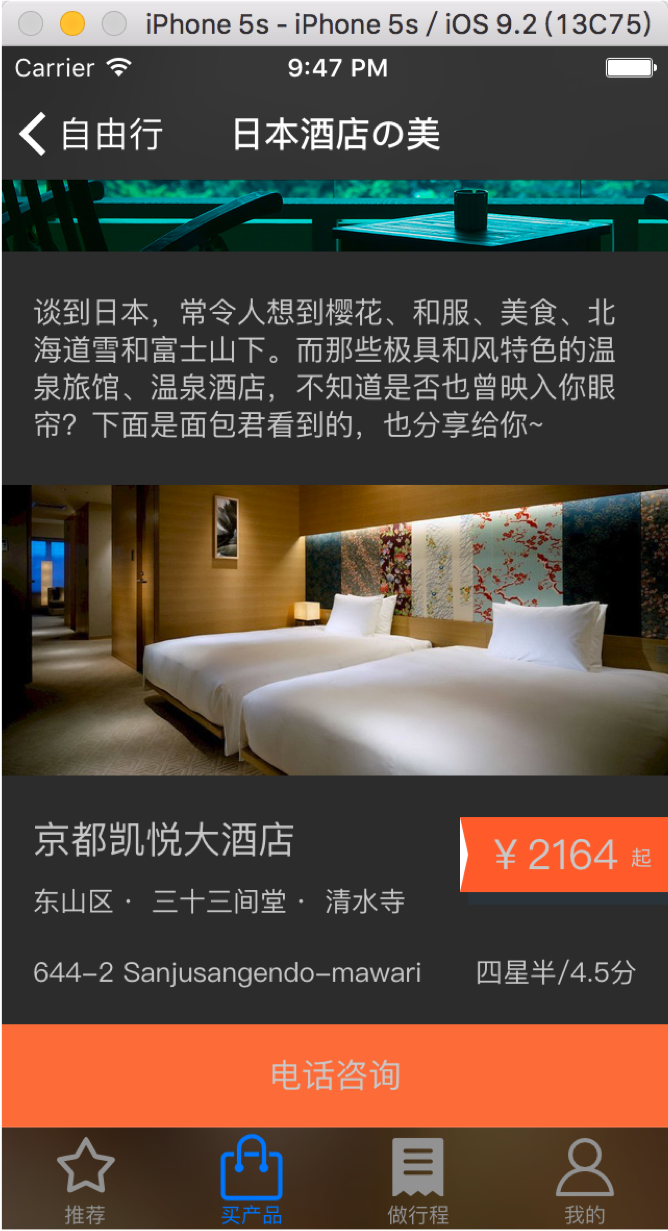 iPhone 5s - iPhone 5s / iOS 9.2 (13C75)
Carrier 9:47 PM
自由行 日本酒店の美
谈到日本，常令人想到樱花、和服、美食、北
海道雪和富士山下。而那些极具和风特色的温
泉旅馆、温泉酒店，不知道是否也曾映入你眼
帘？下面是面包君看到的，也分享给你~
京都凯悦大酒店
¥ 2164 起
东山区 · 三十三间堂 · 清水寺
644-2 Sanjusangendo-mawari 四星半/4.5分
电话咨询
推荐 买产品 做行程 我的